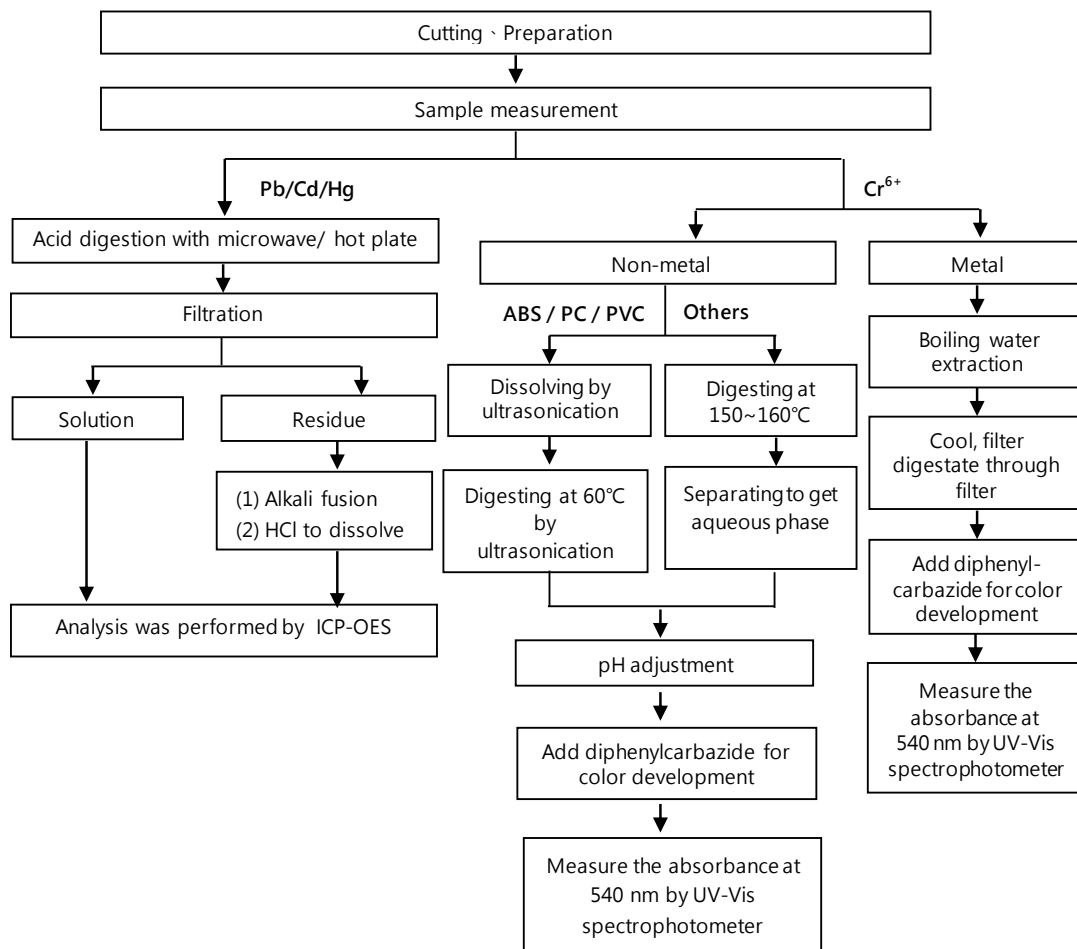 Cutting、Preparation
Sample measurement
Pb/Cd/Hg
Cr6+
Acid digestion with microwave/ hot plate
Filtration
Solution
Residue
(1) Alkali fusion
(2) HCl to dissolve
Analysis was performed by ICP-OES
Non-metal
ABS / PC / PVC
Others
Dissolving by
ultrasonication
Digesting at
150~160℃
Digesting at 60℃
by
ultrasonication
Separating to get
aqueous phase
pH adjustment
Add diphenylcarbazide for
color development
Measure the absorbance at
540 nm by UV-Vis
spectrophotometer
Metal
Boiling water
extraction
Cool, filter
digestate through
filter
Add diphenyl-
carbazide for color
development
Measure the
absorbance at
540 nm by UV-Vis
spectrophotometer